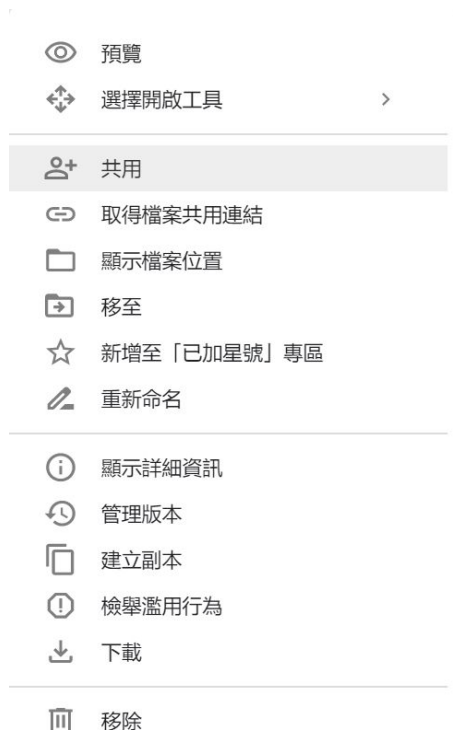 預覽
選擇開啟工具
共用
取得檔案共用連結
顯示檔案位置
移至
新增至「已加星號」專區
重新命名
顯示詳細資訊
管理版本
建立副本
檢舉濫用行為
下載
移除